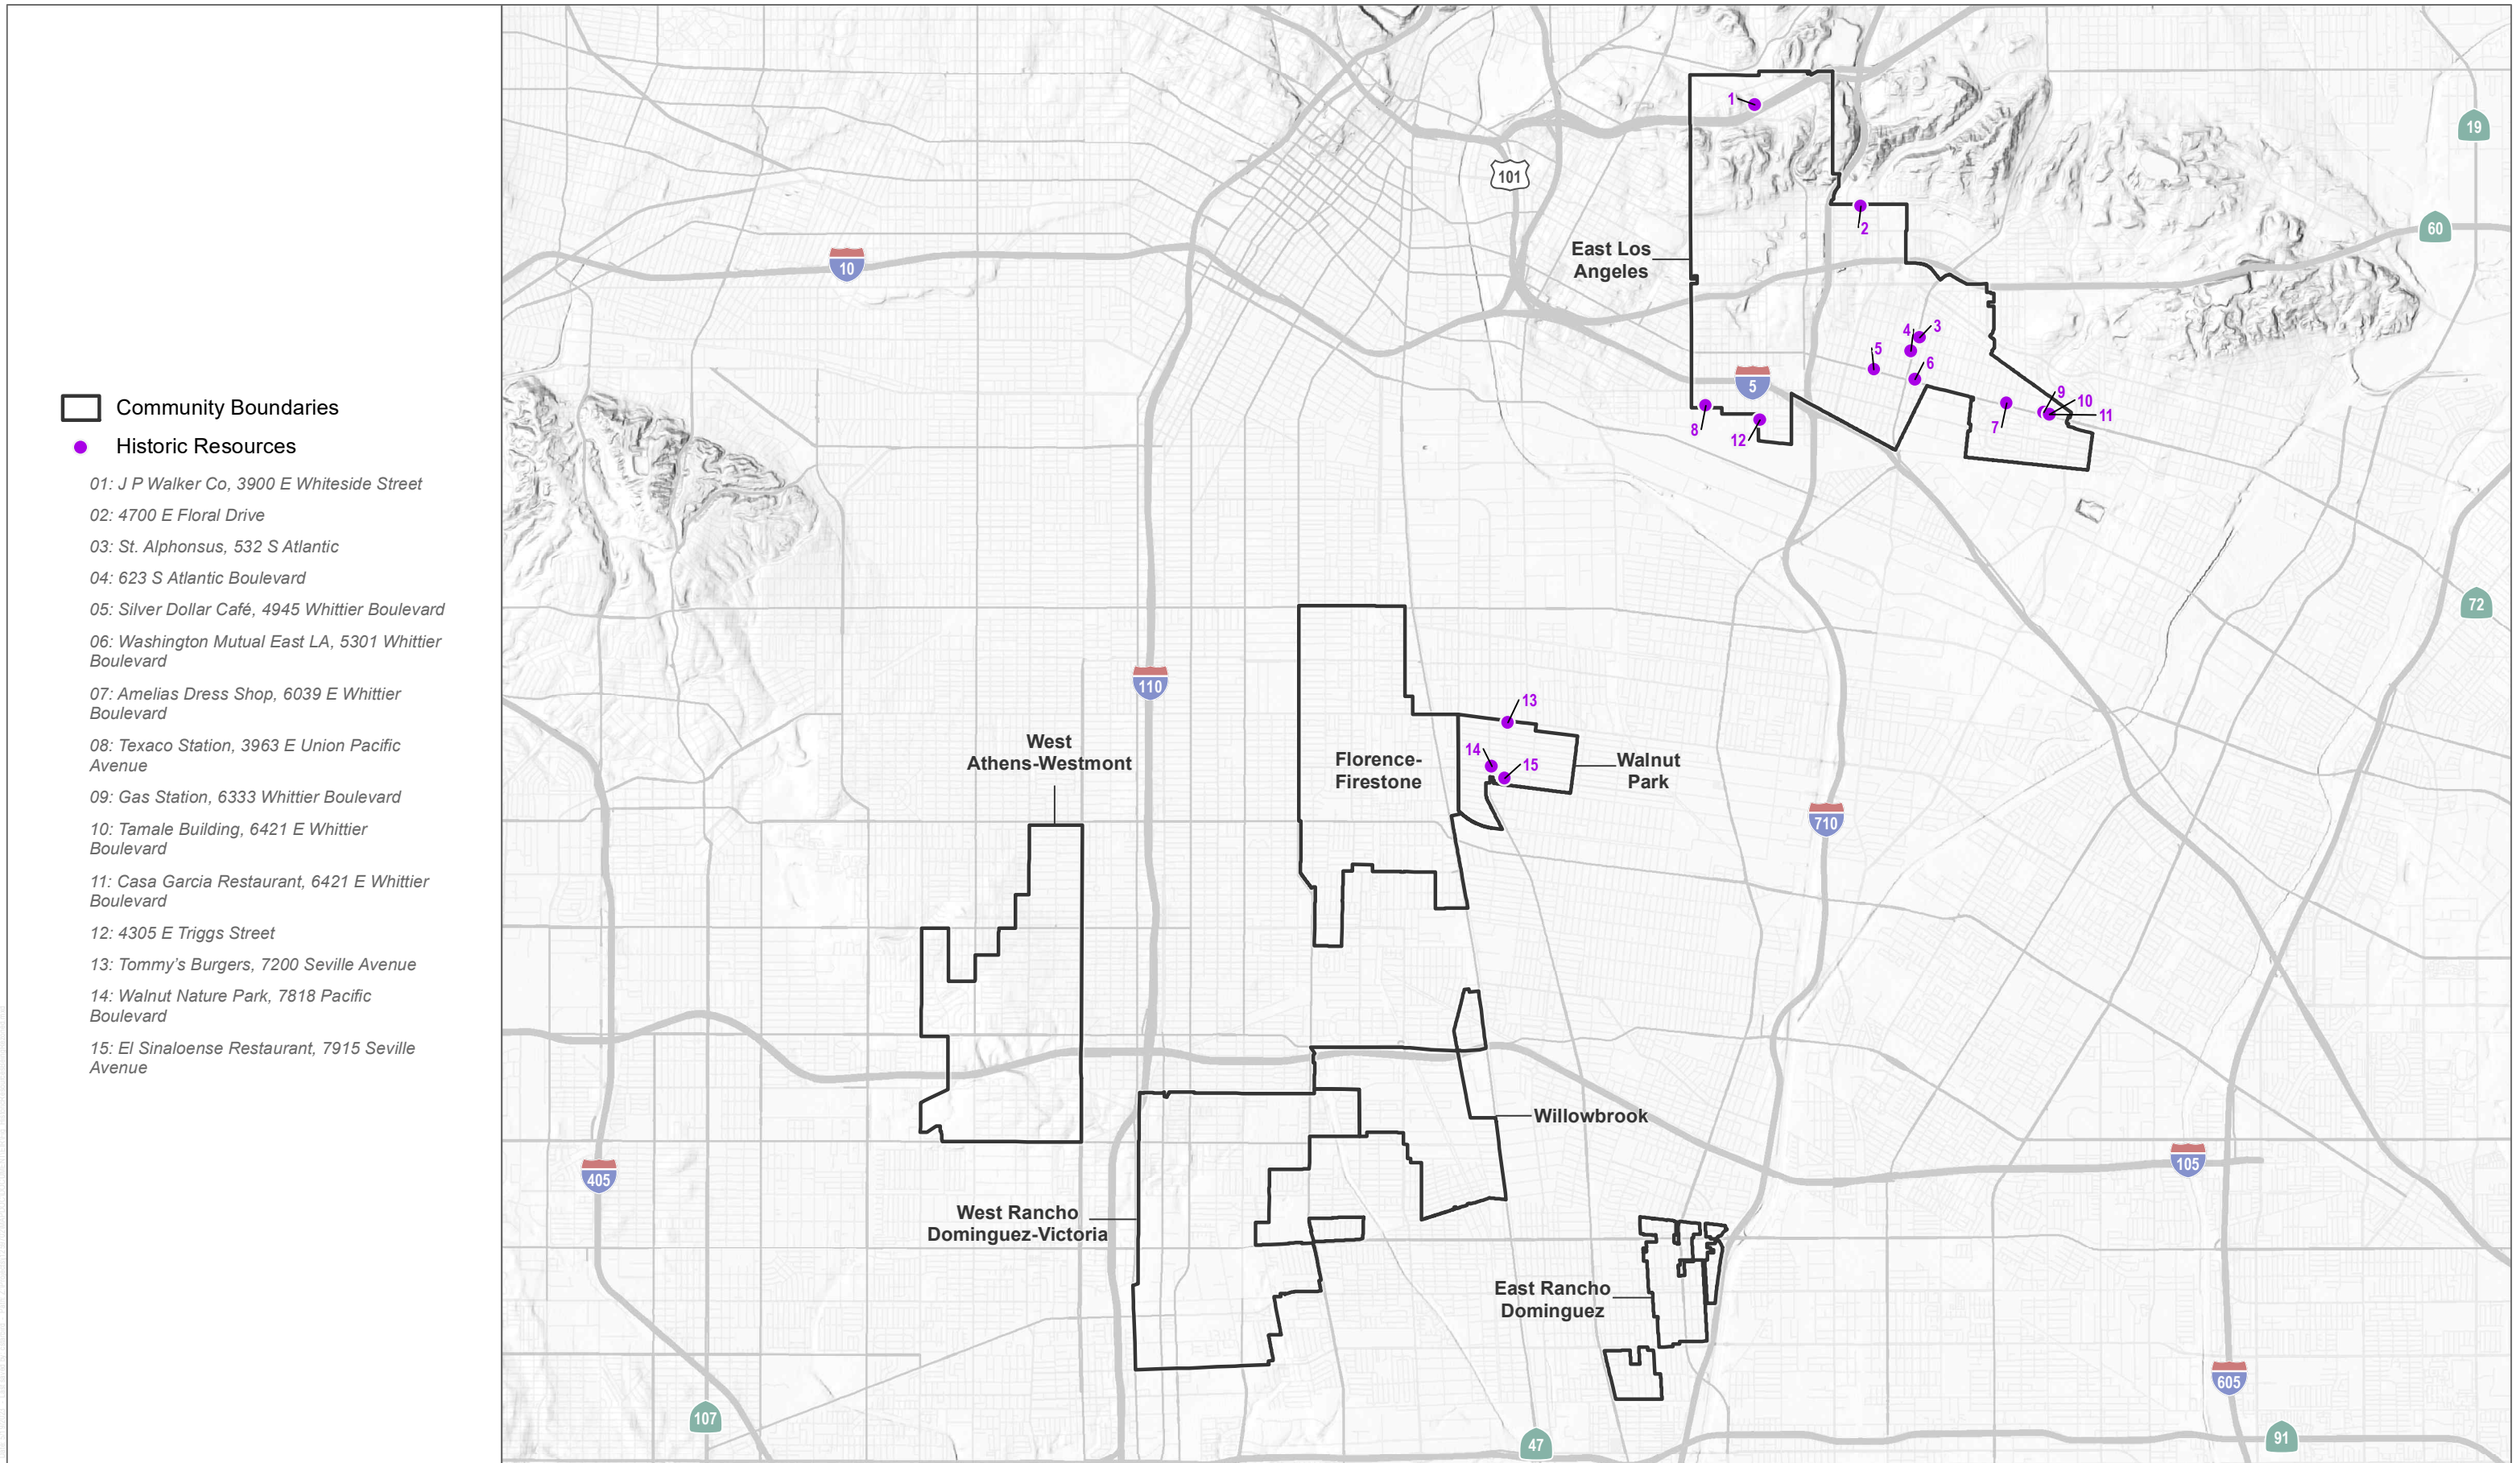 Community Boundaries
Historic Resources
01: J P Walker Co, 3900 E Whiteside Street
02: 4700 E Floral Drive
03: St. Alphonsus, 532 S Atlantic
04: 623 S Atlantic Boulevard
05: Silver Dollar Café, 4945 Whittier Boulevard
06: Washington Mutual East LA, 5301 Whittier
Boulevard
07: Amelias Dress Shop, 6039 E Whittier
Boulevard
08: Texaco Station, 3963 E Union Pacific
Avenue
09: Gas Station, 6333 Whittier Boulevard
10: Tamale Building, 6421 E Whittier
Boulevard
11: Casa Garcia Restaurant, 6421 E Whittier
Boulevard
12: 4305 E Triggs Street
13: Tommy’s Burgers, 7200 Seville Avenue
14: Walnut Nature Park, 7818 Pacific
Boulevard
15: El Sinaloense Restaurant, 7915 Seville
Avenue
1
19
101
2
60
East Los
Angeles
10
3
4
5
6
5
9
10
11
7
8
12
72
110
13
West
Athens-Westmont
14
15
Florence-
Firestone
Walnut
Park
710
Willowbrook
405
105
West Rancho
Dominguez-Victoria
East Rancho
Dominguez
605
107
47
91